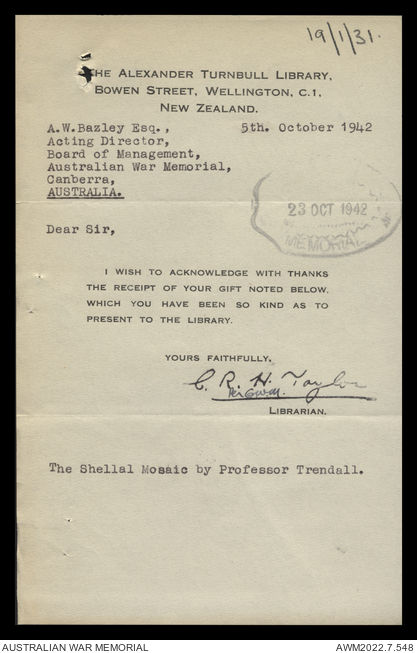 19/1/31.
THE ALEXANDER TURNBULL LIBRARY,
BOWEN STREET, WELLINGTON, C.1,
NEW ZEALAND.
A.W.Bazley Esq., 5th. October 1942
Acting Director,
Board of Management,
Australian War Memorial,
Canberra,
AUSTRALIA.
23 OCT 1942
MEMORIAL
Dear Sir,
I WISH TO ACKNOWLEDGE WITH THANKS
THE RECEIPT OF YOUR GIFT NOTED BELOW,
WHICH YOU HAVE BEEN SO KIND AS TO
PRESENT TO THE LIBRARY.
YOURS FAITHFULLY,
C. R. H. Taylor
LIBRARIAN.
The Shellal Mosaic by Professor Trendall.
AUSTRALIAN WAR MEMORIAL AWM2022.7.548